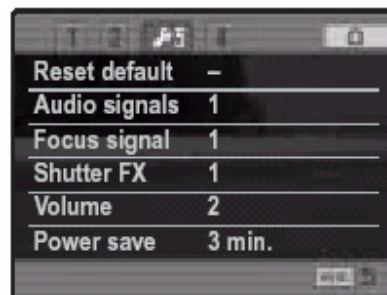 Reset default –
Audio signals 1
Focus signal 1
Shutter FX 1
Volume 2
Power save 3 min.